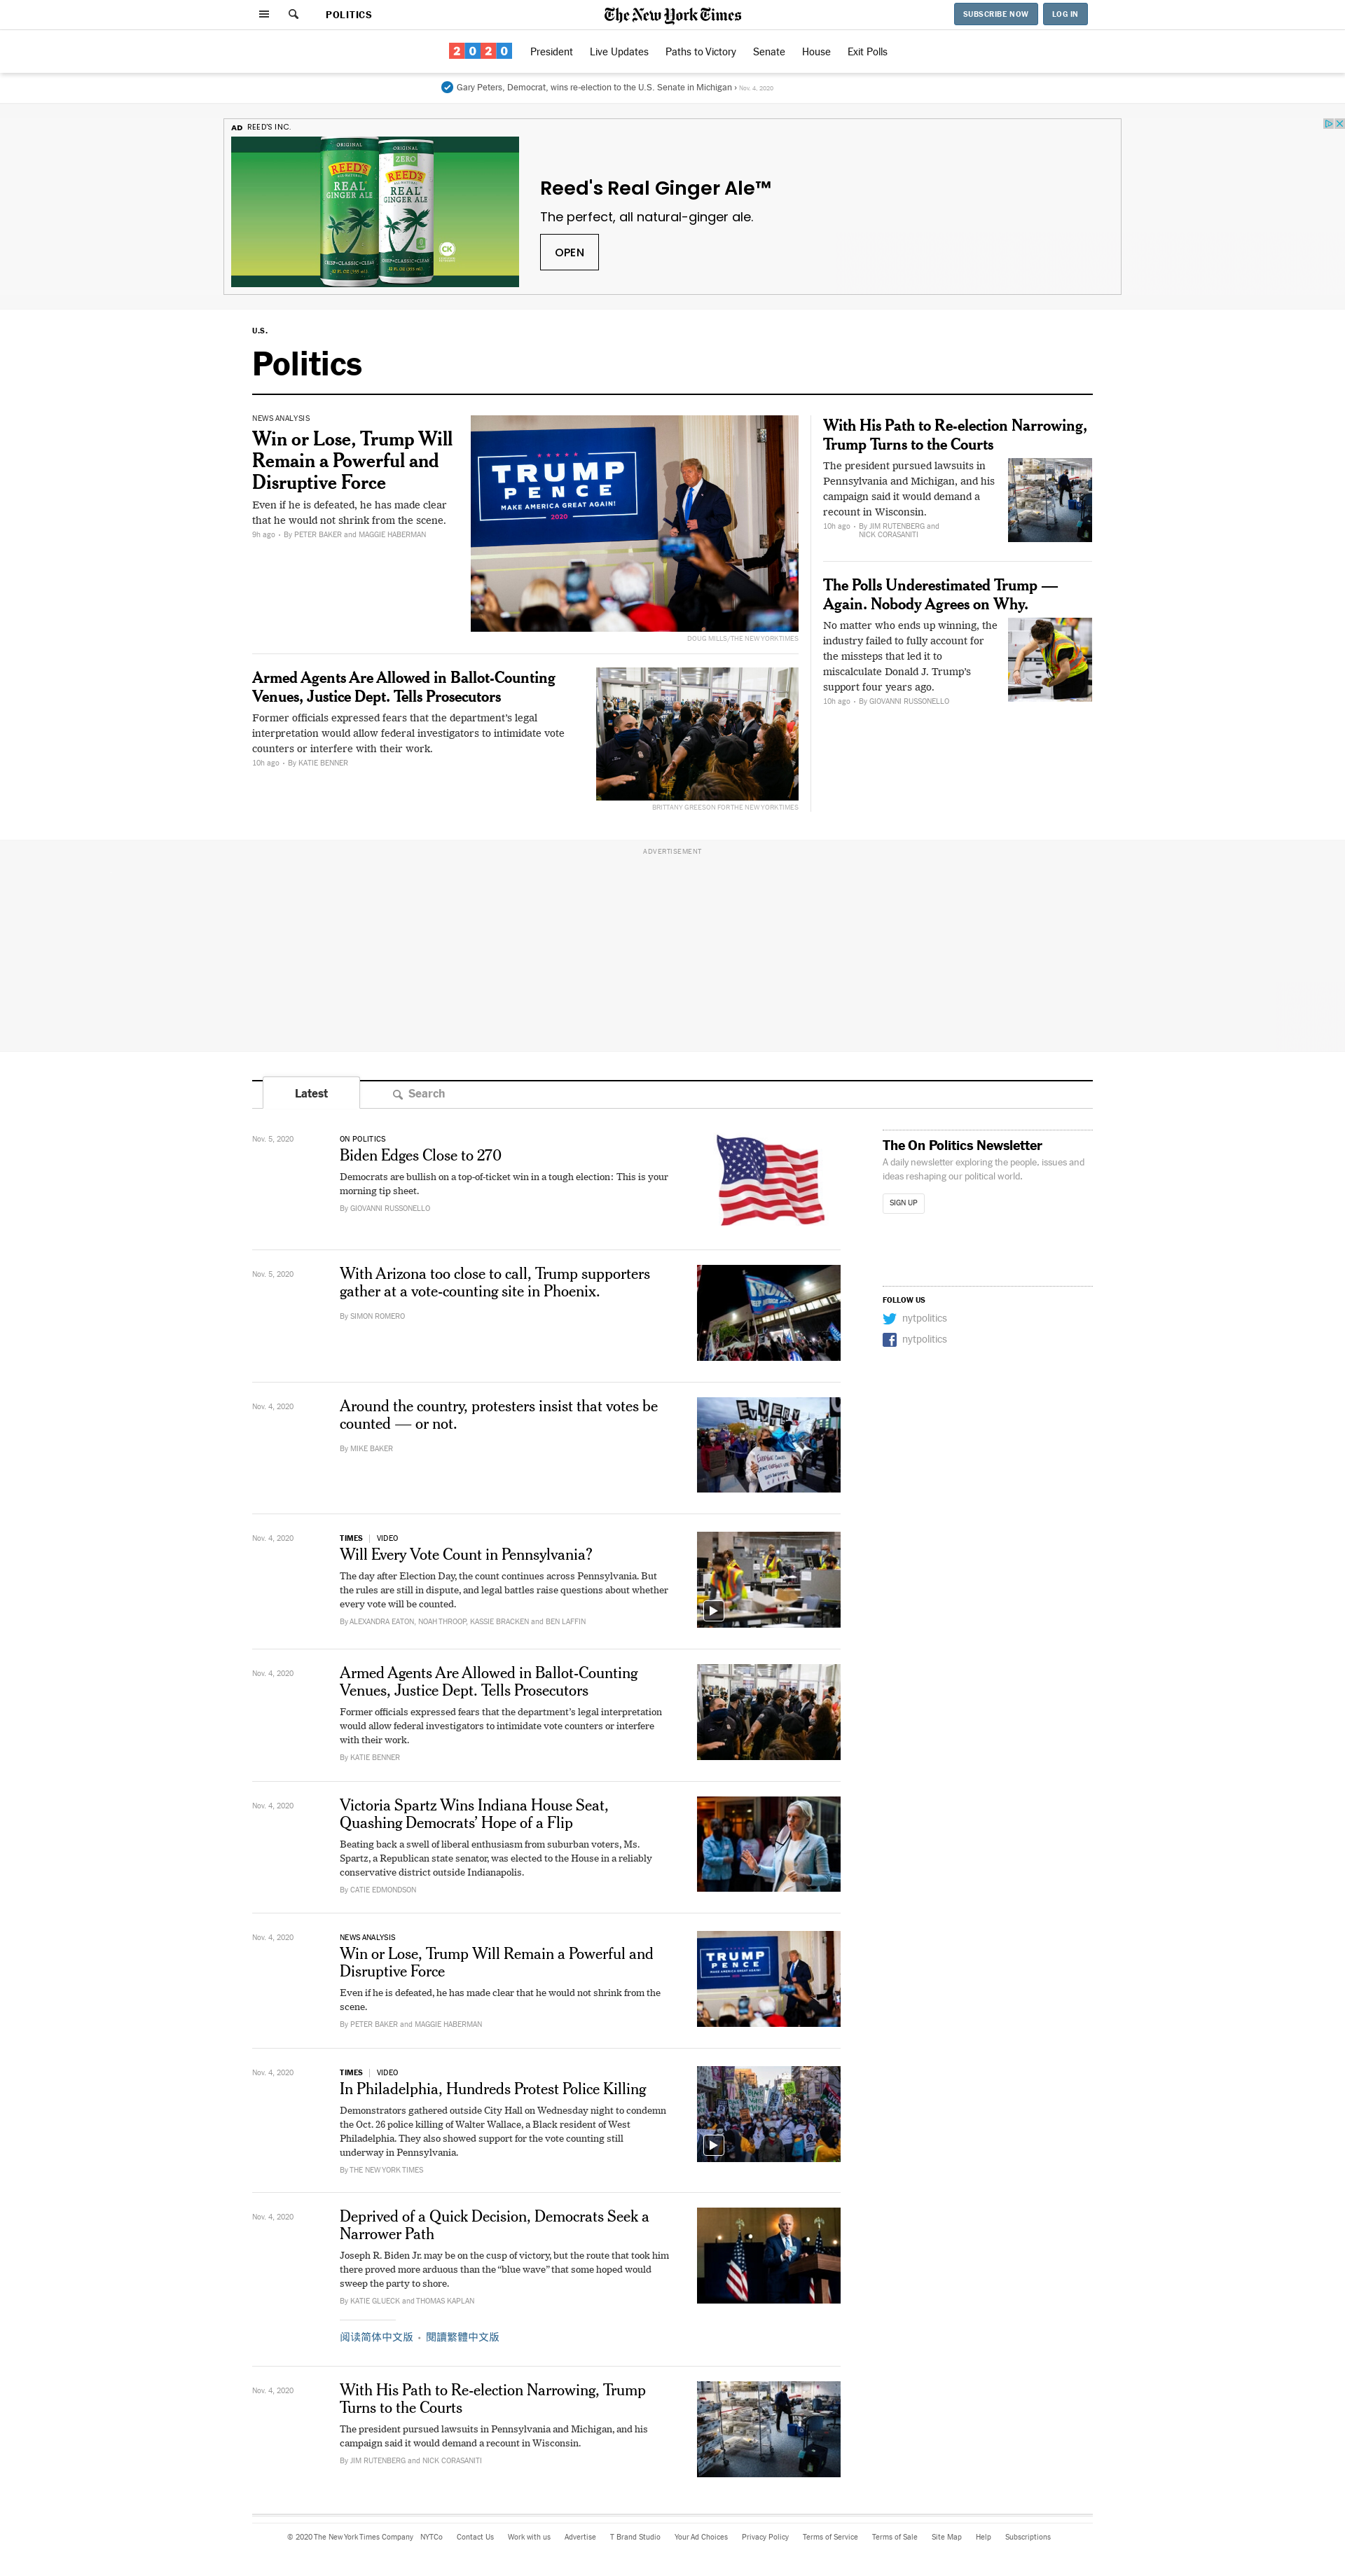 POLITICS
The New York Times
SUBSCRIBE NOW
LOG IN
2020
President
Live Updates
Paths to Victory
Senate
House
Exit Polls
Gary Peters, Democrat, wins re-election to the U.S. Senate in Michigan › Nov. 4, 2020
AD REED'S INC.
ORIGINAL
REED'S
REAL
GINGER ALE
CRISP•CLASSIC•CLEAR
ORIGINAL
ZERO
REED'S
REAL
GINGER ALE
CRISP•CLASSIC•CLEAR
Reed's Real Ginger Ale™
The perfect, all natural-ginger ale.
OPEN
U.S.
Politics
NEWS ANALYSIS
Win or Lose, Trump Will
Remain a Powerful and
Disruptive Force
Even if he is defeated, he has made clear
that he would not shrink from the scene.
9h ago • By PETER BAKER and MAGGIE HABERMAN
TRUMP
PENCE
MAKE AMERICA GREAT AGAIN!
2020
DOUG MILLS/THE NEW YORK TIMES
Armed Agents Are Allowed in Ballot-Counting
Venues, Justice Dept. Tells Prosecutors
Former officials expressed fears that the department’s legal
interpretation would allow federal investigators to intimidate vote
counters or interfere with their work.
10h ago • By KATIE BENNER
BRITTANY GREESON FOR THE NEW YORK TIMES
With His Path to Re-election Narrowing,
Trump Turns to the Courts
The president pursued lawsuits in
Pennsylvania and Michigan, and his
campaign said it would demand a
recount in Wisconsin.
10h ago • By JIM RUTENBERG and
NICK CORASANITI
The Polls Underestimated Trump —
Again. Nobody Agrees on Why.
No matter who ends up winning, the
industry failed to fully account for
the missteps that led it to
miscalculate Donald J. Trump’s
support four years ago.
10h ago • By GIOVANNI RUSSONELLO
ADVERTISEMENT
Latest
Search
Nov. 5, 2020
ON POLITICS
Biden Edges Close to 270
Democrats are bullish on a top-of-ticket win in a tough election: This is your
morning tip sheet.
By GIOVANNI RUSSONELLO
Nov. 5, 2020
With Arizona too close to call, Trump supporters
gather at a vote-counting site in Phoenix.
By SIMON ROMERO
Nov. 4, 2020
Around the country, protesters insist that votes be
counted — or not.
By MIKE BAKER
Nov. 4, 2020
TIMES | VIDEO
Will Every Vote Count in Pennsylvania?
The day after Election Day, the count continues across Pennsylvania. But
the rules are still in dispute, and legal battles raise questions about whether
every vote will be counted.
By ALEXANDRA EATON, NOAH THROOP, KASSIE BRACKEN and BEN LAFFIN
Nov. 4, 2020
Armed Agents Are Allowed in Ballot-Counting
Venues, Justice Dept. Tells Prosecutors
Former officials expressed fears that the department’s legal interpretation
would allow federal investigators to intimidate vote counters or interfere
with their work.
By KATIE BENNER
Nov. 4, 2020
Victoria Spartz Wins Indiana House Seat,
Quashing Democrats’ Hope of a Flip
Beating back a swell of liberal enthusiasm from suburban voters, Ms.
Spartz, a Republican state senator, was elected to the House in a reliably
conservative district outside Indianapolis.
By CATIE EDMONDSON
Nov. 4, 2020
NEWS ANALYSIS
Win or Lose, Trump Will Remain a Powerful and
Disruptive Force
Even if he is defeated, he has made clear that he would not shrink from the
scene.
By PETER BAKER and MAGGIE HABERMAN
TRUMP
PENCE
Nov. 4, 2020
TIMES | VIDEO
In Philadelphia, Hundreds Protest Police Killing
Demonstrators gathered outside City Hall on Wednesday night to condemn
the Oct. 26 police killing of Walter Wallace, a Black resident of West
Philadelphia. They also showed support for the vote counting still
underway in Pennsylvania.
By THE NEW YORK TIMES
Nov. 4, 2020
Deprived of a Quick Decision, Democrats Seek a
Narrower Path
Joseph R. Biden Jr. may be on the cusp of victory, but the route that took him
there proved more arduous than the “blue wave” that some hoped would
sweep the party to shore.
By KATIE GLUECK and THOMAS KAPLAN
阅读简体中文版 • 閱讀繁體中文版
Nov. 4, 2020
With His Path to Re-election Narrowing, Trump
Turns to the Courts
The president pursued lawsuits in Pennsylvania and Michigan, and his
campaign said it would demand a recount in Wisconsin.
By JIM RUTENBERG and NICK CORASANITI
The On Politics Newsletter
A daily newsletter exploring the people, issues and
ideas reshaping our political world.
SIGN UP
FOLLOW US
nytpolitics
nytpolitics
© 2020 The New York Times Company NYTCo Contact Us Work with us Advertise T Brand Studio Your Ad Choices Privacy Policy Terms of Service Terms of Sale Site Map Help Subscriptions